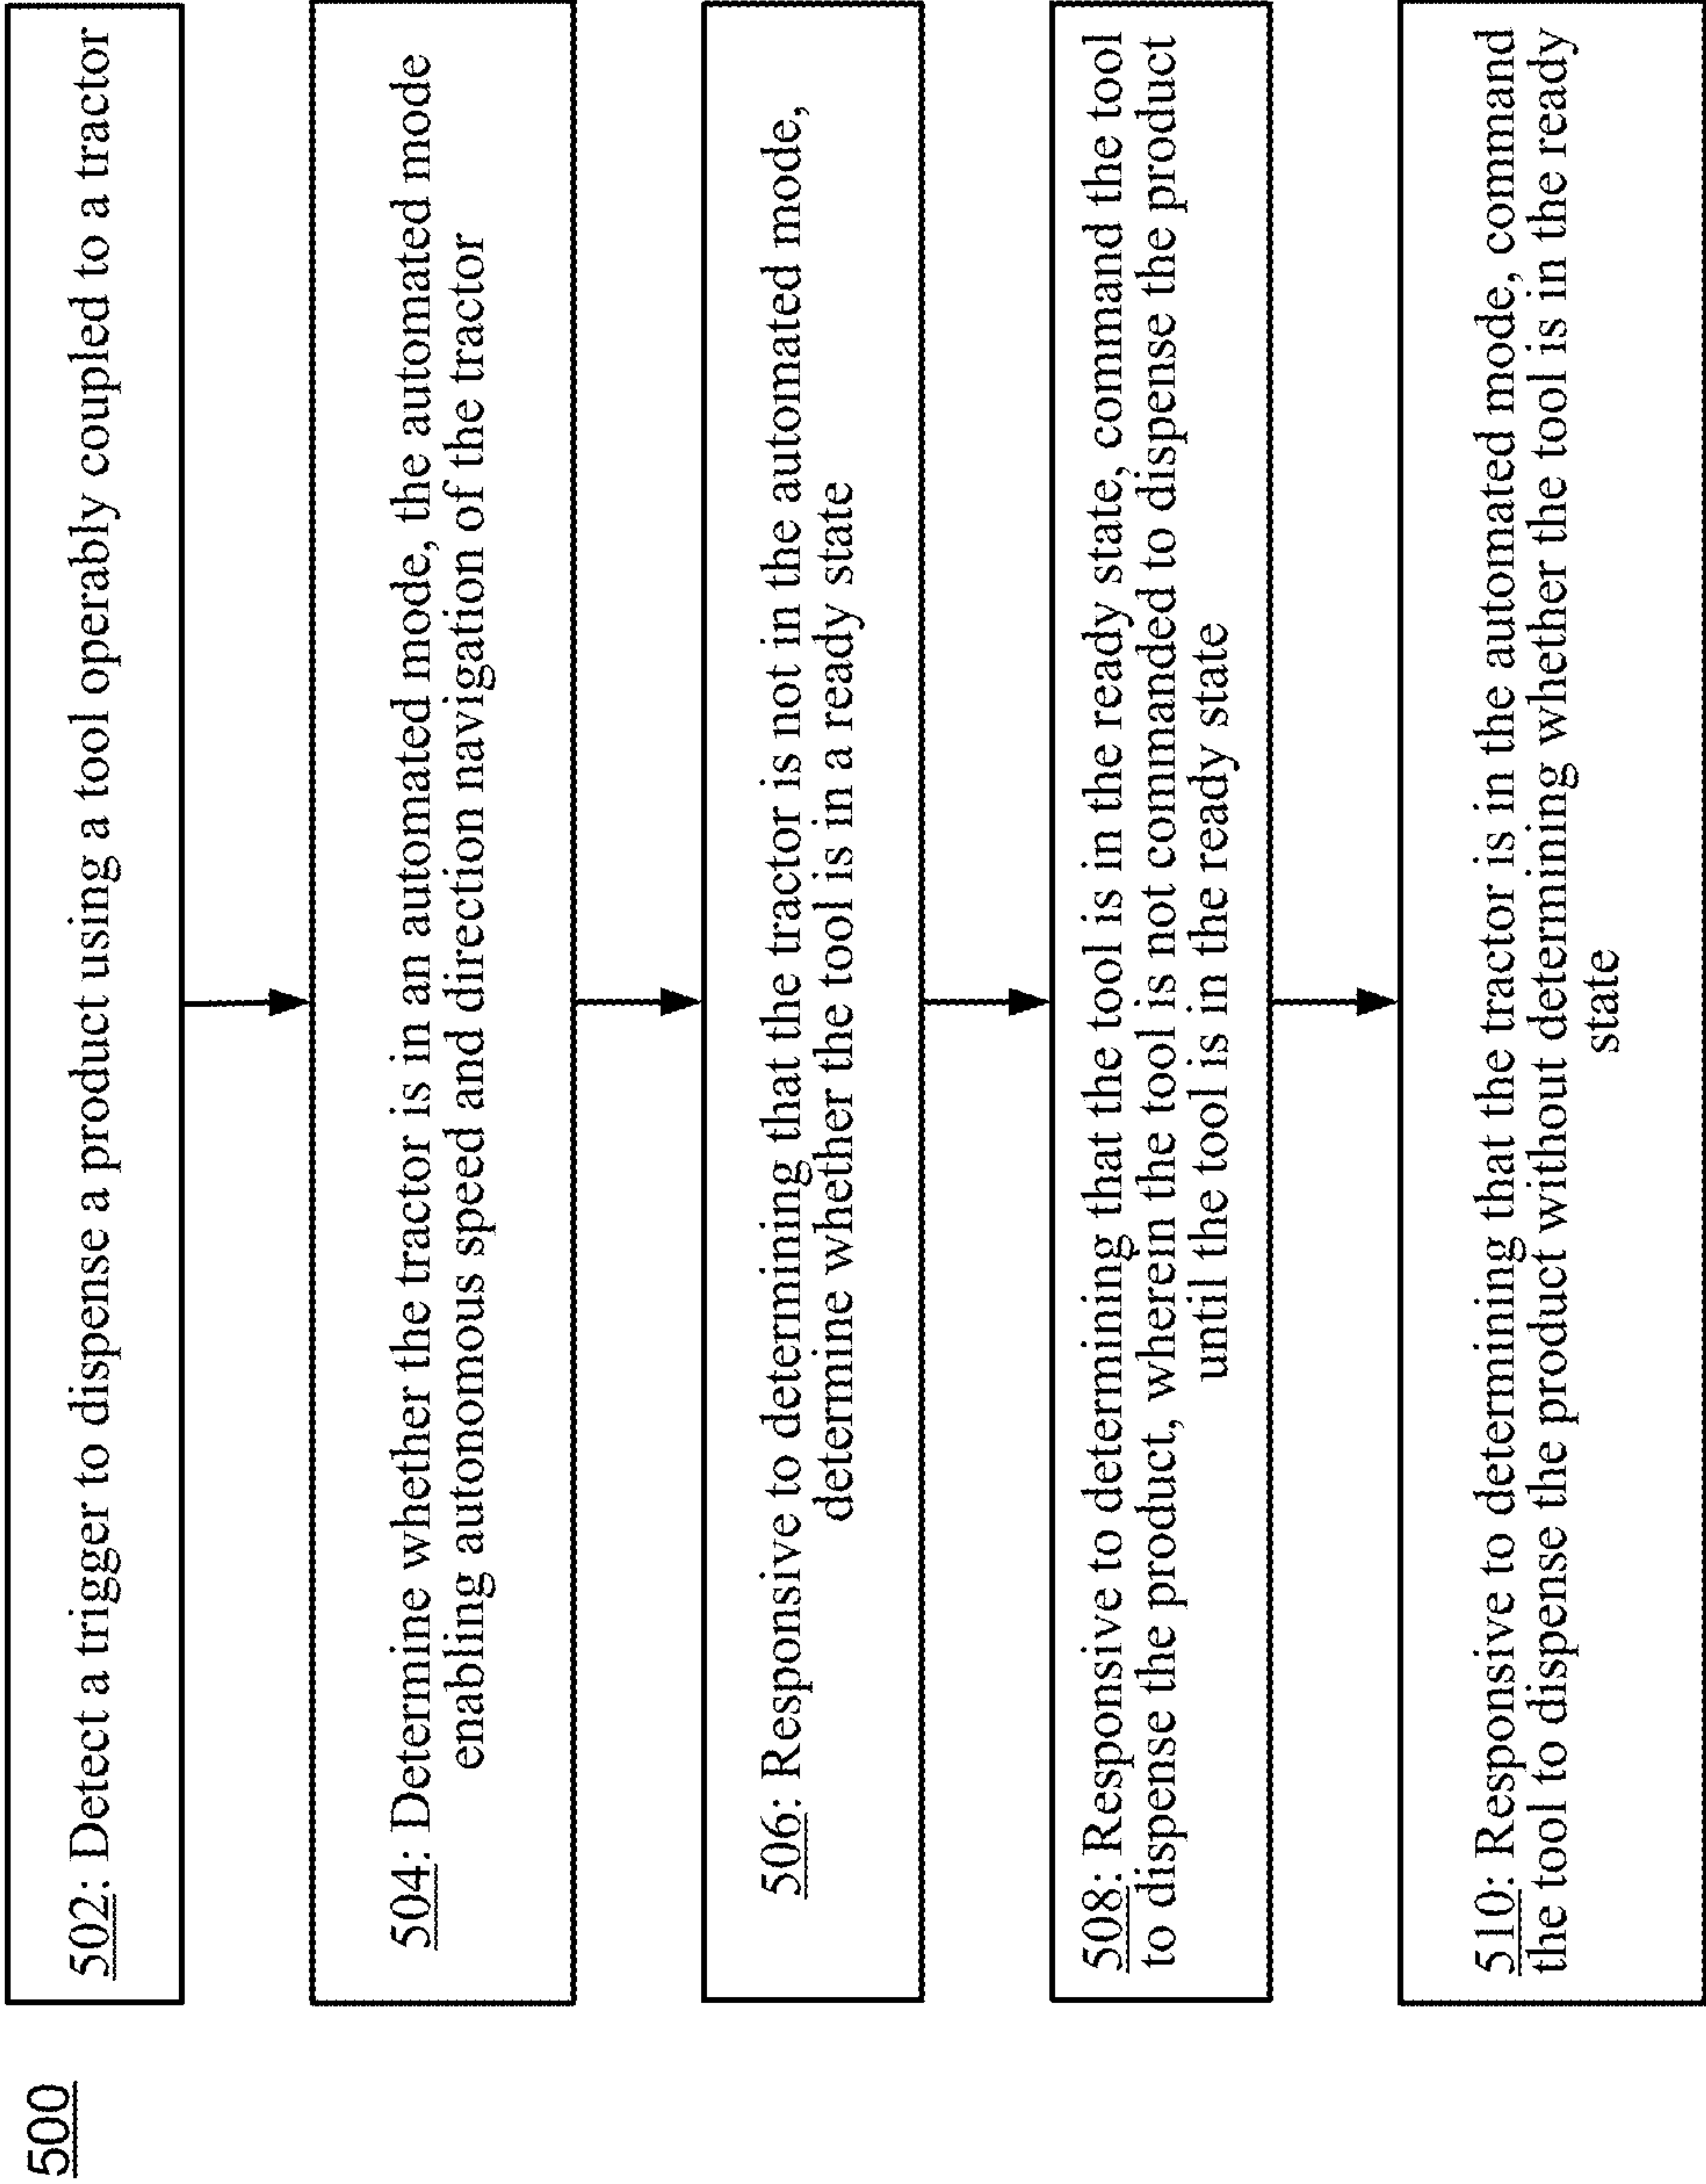 500
502: Detect a trigger to dispense a product using a tool operably coupled to a tractor
504: Determine whether the tractor is in an automated mode, the automated mode
enabling autonomous speed and direction navigation of the tractor
506: Responsive to determining that the tractor is not in the automated mode,
determine whether the tool is in a ready state
508: Responsive to determining that the tool is in the ready state, command the tool
to dispense the product, wherein the tool is not commanded to dispense the product
until the tool is in the ready state
510: Responsive to determining that the tractor is in the automated mode, command
the tool to dispense the product without determining whether the tool is in the ready
state